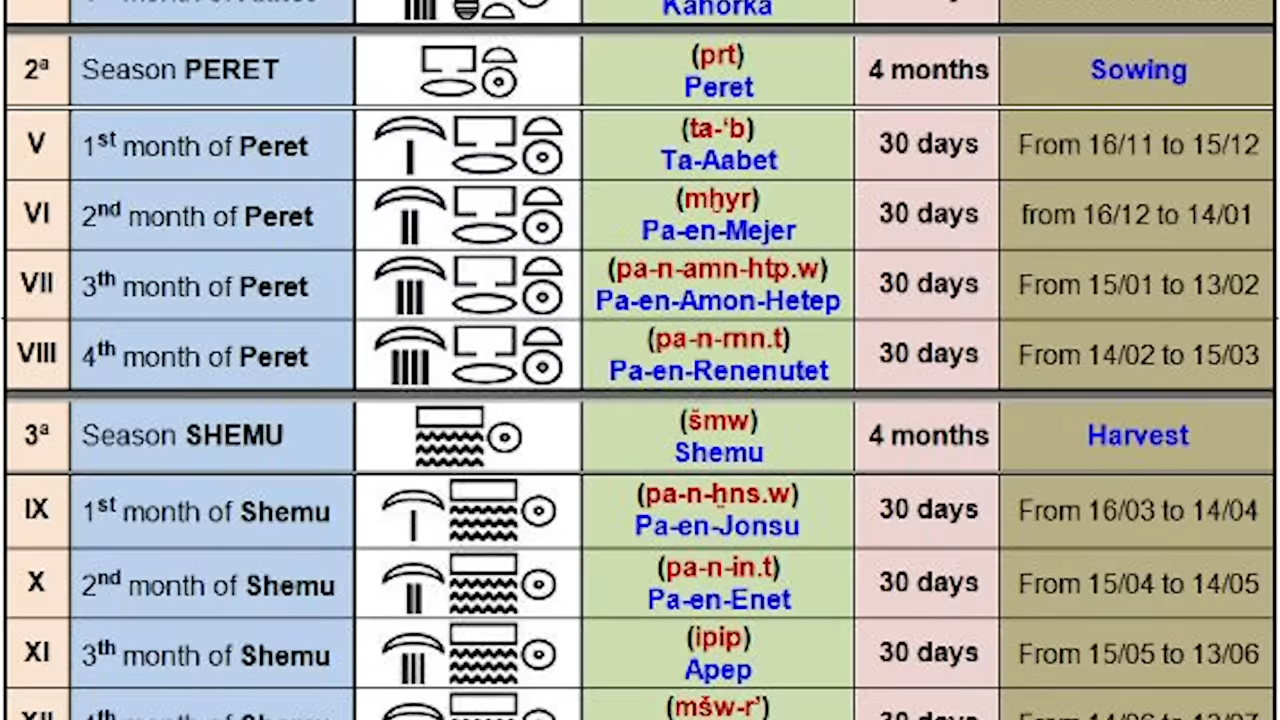 Kahorka
2ª Season PERET (prt) 4 months Sowing
Peret
V 1st month of Peret (ta-‘b) 30 days From 16/11 to 15/12
Ta-Aabet
VI 2nd month of Peret (mẖyr) 30 days from 16/12 to 14/01
Pa-en-Mejer
VII 3th month of Peret (pa-n-amn-htp.w) 30 days From 15/01 to 13/02
Pa-en-Amon-Hetep
VIII 4th month of Peret (pa-n-rnn.t) 30 days From 14/02 to 15/03
Pa-en-Renenutet
3ª Season SHEMU (šmw) 4 months Harvest
Shemu
IX 1st month of Shemu (pa-n-ẖns.w) 30 days From 16/03 to 14/04
Pa-en-Jonsu
X 2nd month of Shemu (pa-n-in.t) 30 days From 15/04 to 14/05
Pa-en-Enet
XI 3th month of Shemu (ipip) 30 days From 15/05 to 13/06
Apep
(mšw-r’)